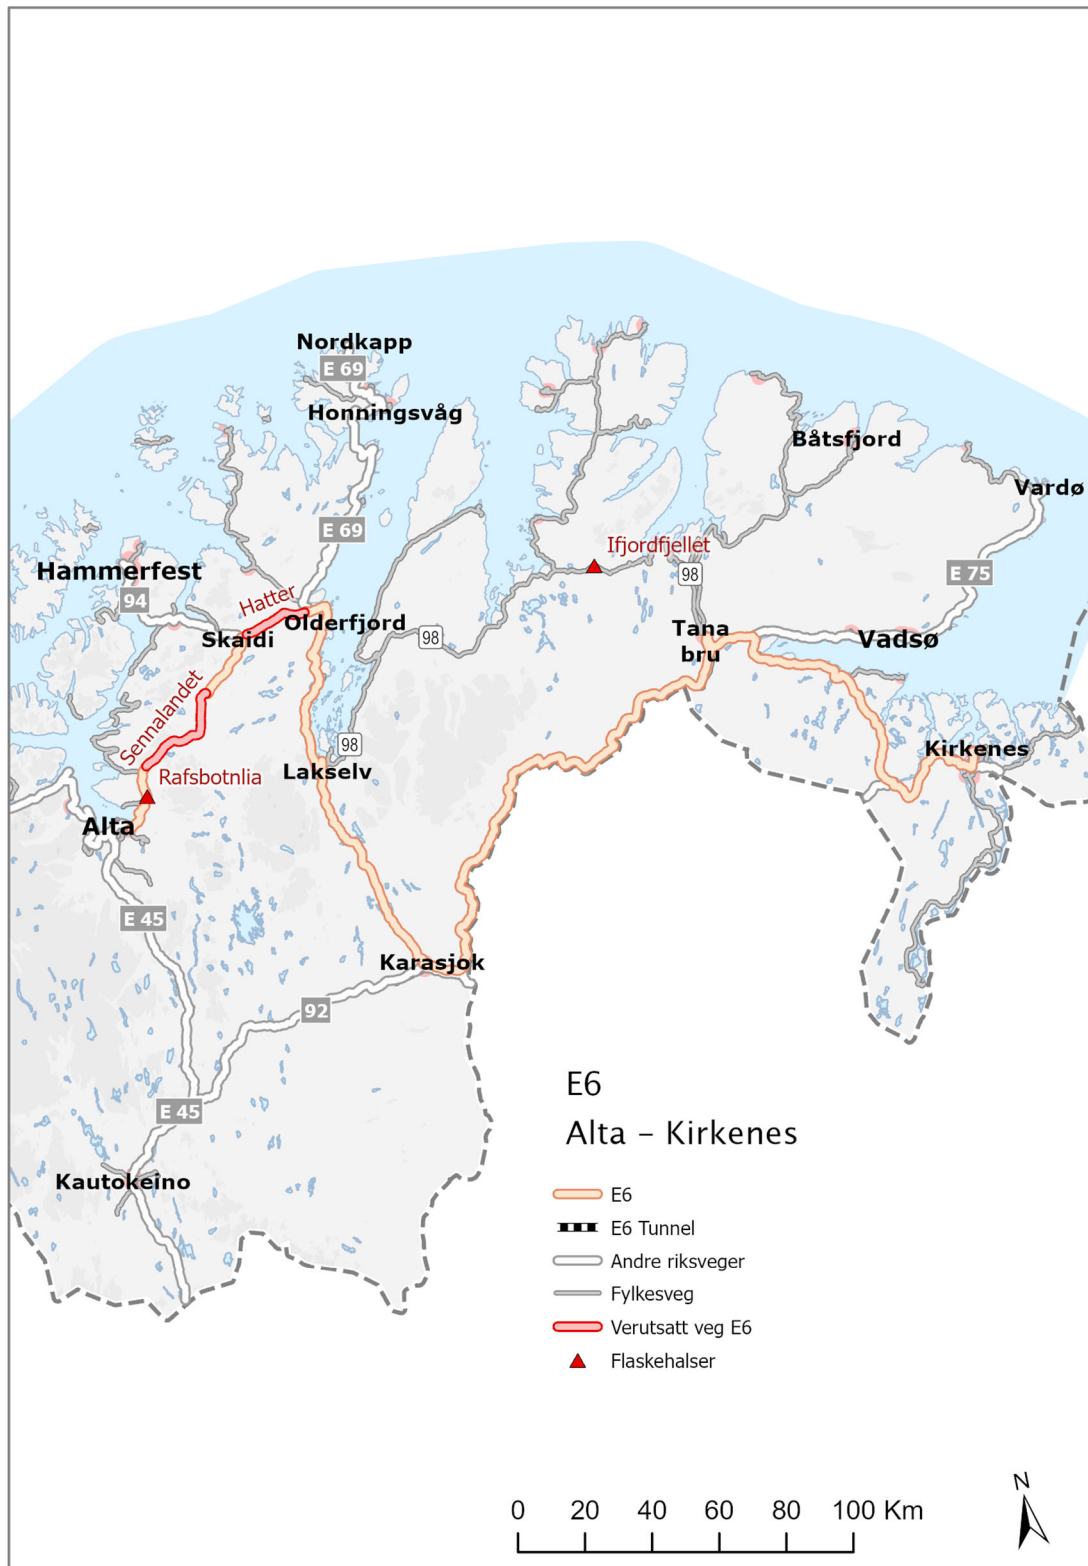 Nordkapp
E 69
Honningsvåg
Båtsfjord
Vardø
E 69
Ifjordfjellet
Hammerfest
98
E 75
94
Hatter
Olderfjord
Skaidi
98
Tana
bru
Vadsø
Sennalandet
98
Kirkenes
Lakselv
Rafsbotnlia
Alta
E 45
Karasjok
92
E6
Alta – Kirkenes
E 45
Kautokeino
E6
E6 Tunnel
Andre riksveger
Fylkesveg
Verutsatt veg E6
Flaskehalser
N
0 20 40 60 80 100 Km